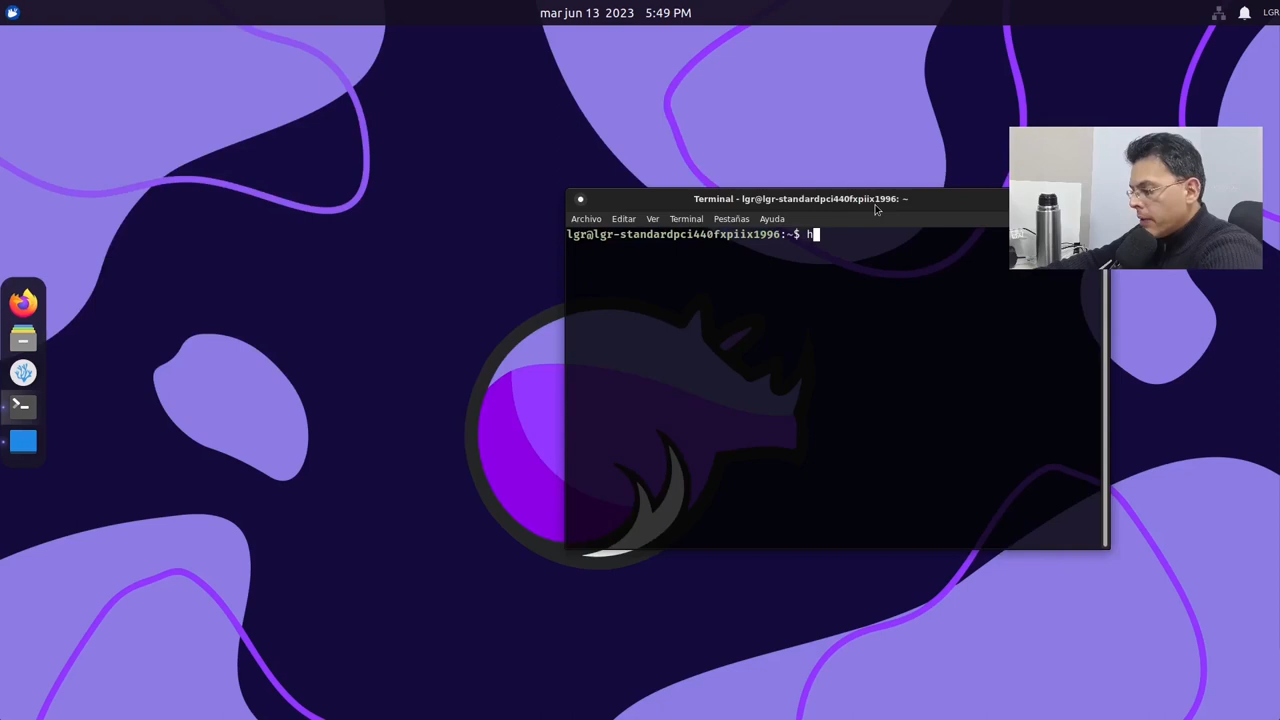 mar jun 13 2023 5:49 PM
LGR
Terminal - lgr@lgr-standardpci440fxpiix1996: ~
Archivo Editar Ver Terminal Pestañas Ayuda
lgr@lgr-standardpci440fxpiix1996:~$ h